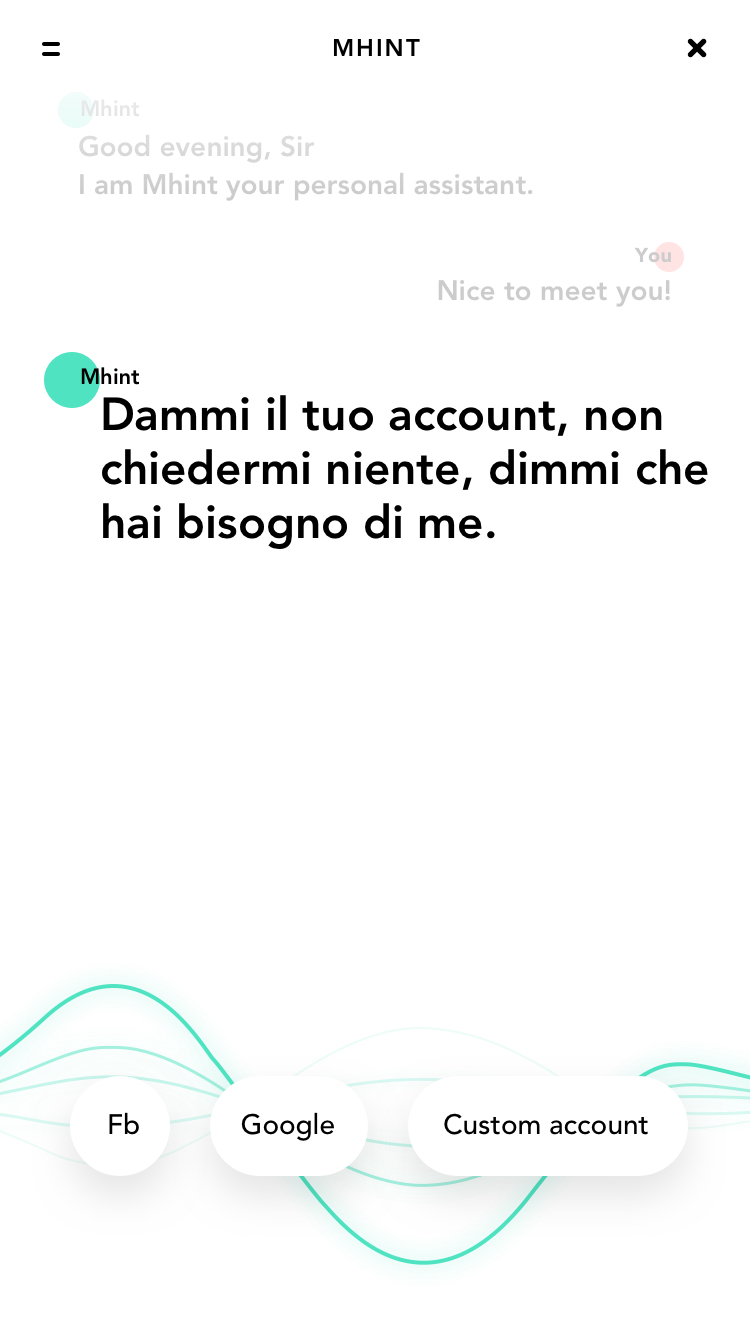 MHINT
Mhint
Good evening, Sir
I am Mhint your personal assistant.
You
Nice to meet you!
Mhint
Dammi il tuo account, non
chiedermi niente, dimmi che
hai bisogno di me.
Fb
Google
Custom account